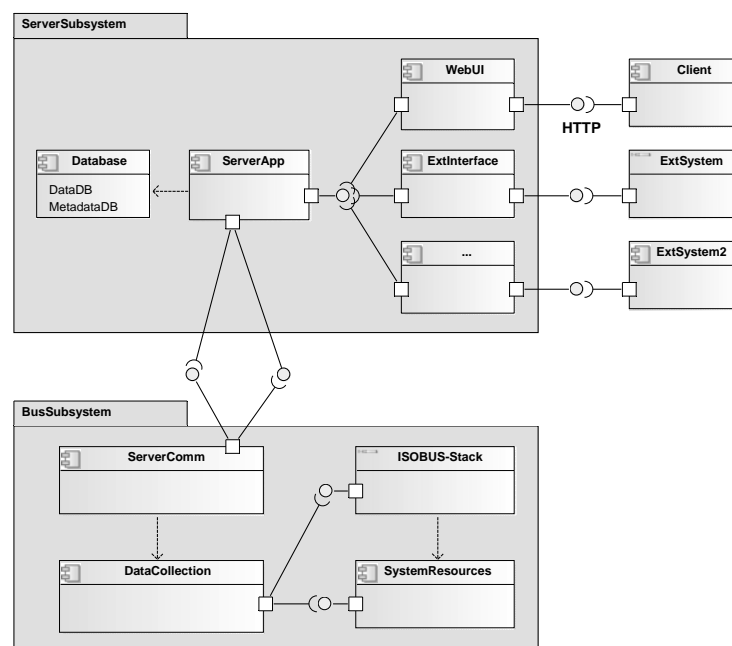 ServerSubsystem
WebUI
Client
HTTP
Database
DataDB
MetadataDB
ServerApp
ExtInterface
ExtSystem
...
ExtSystem2
BusSubsystem
ServerComm
ISOBUS-Stack
DataCollection
SystemResources